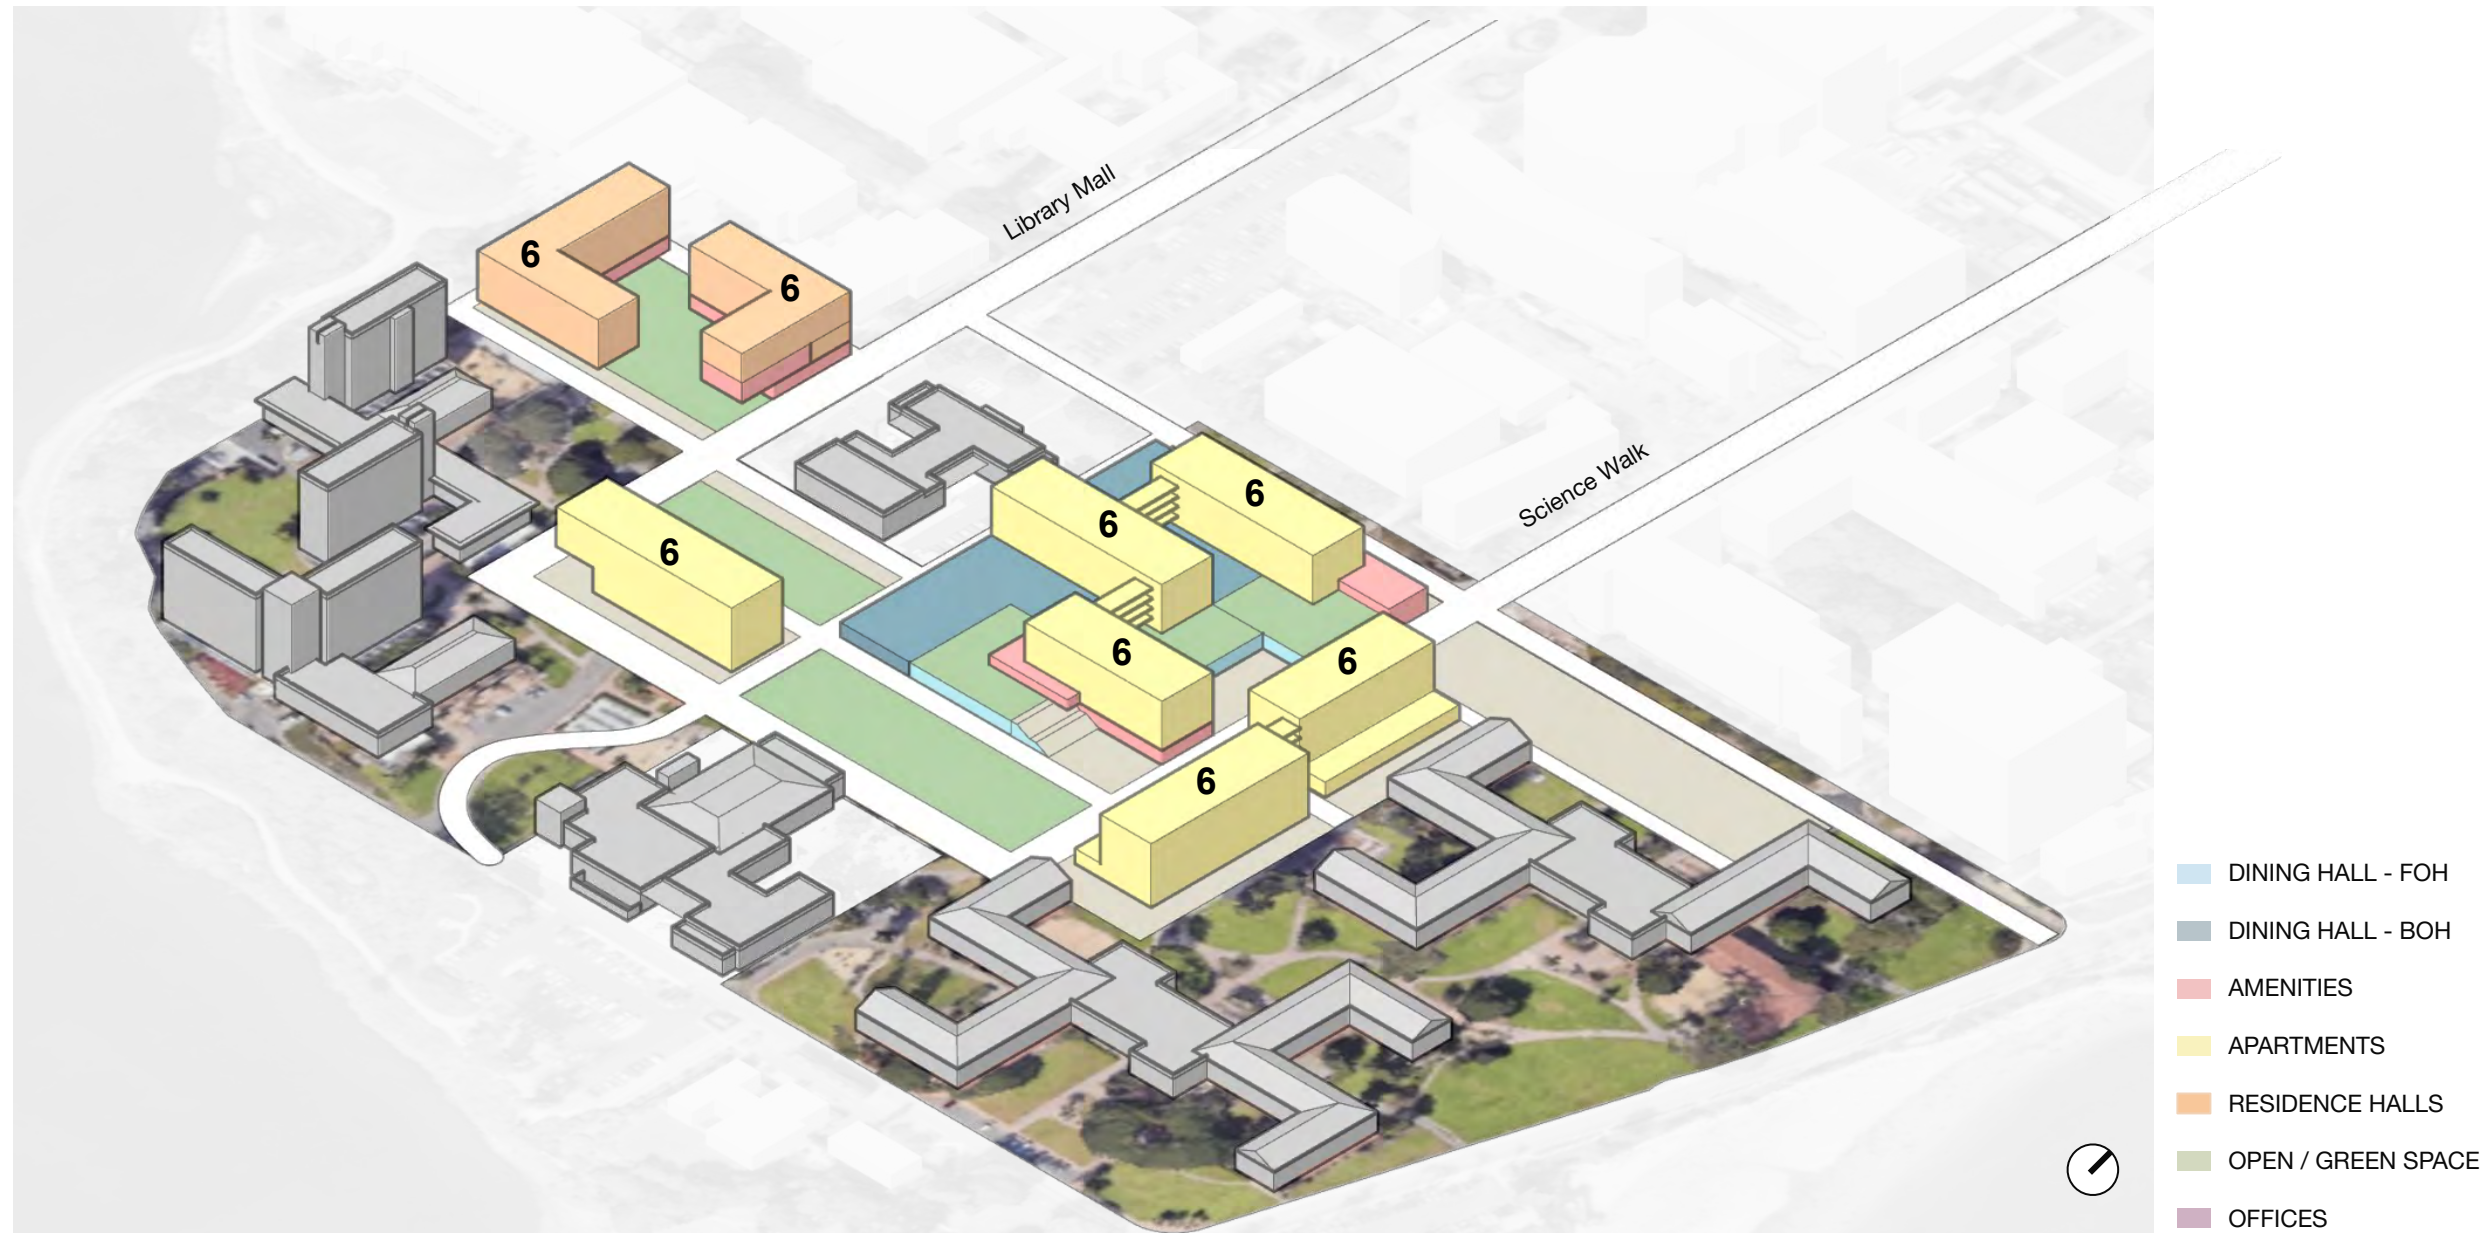 Library Mall
6
6
Science Walk
6
6
6
6
6
6
DINING HALL - FOH
DINING HALL - BOH
AMENITIES
APARTMENTS
RESIDENCE HALLS
OPEN / GREEN SPACE
OFFICES